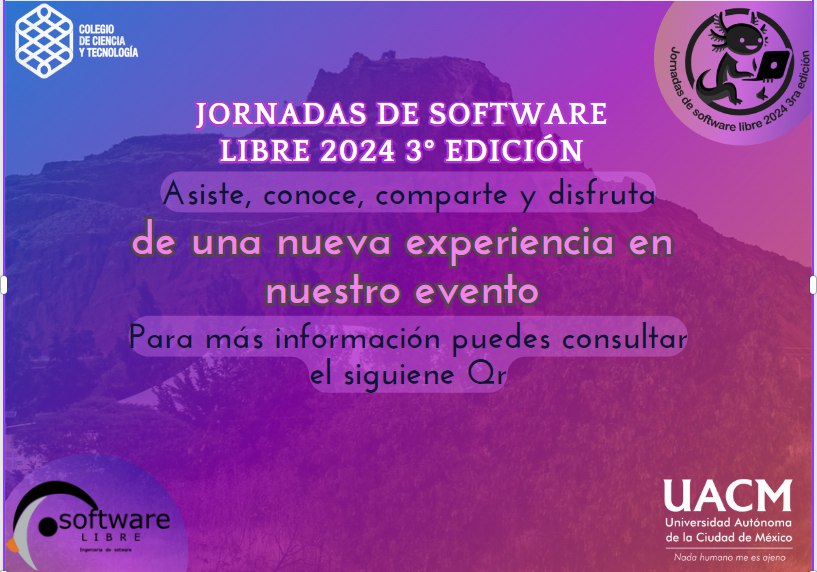 COLEGIO
DE CIENCIA
Y TECNOLOGÍA
Jornadas de software libre 2024 3ra edición
JORNADAS DE SOFTWARE
LIBRE 2024 3° EDICIÓN
Asiste, conoce, comparte y disfruta
de una nueva experiencia en
nuestro evento
Para más información puedes consultar
el siguiene Qr
software
LIBRE
Ingeniería de sotware
UACM
Universidad Autónoma
de la Ciudad de México
Nada humano me es ajeno